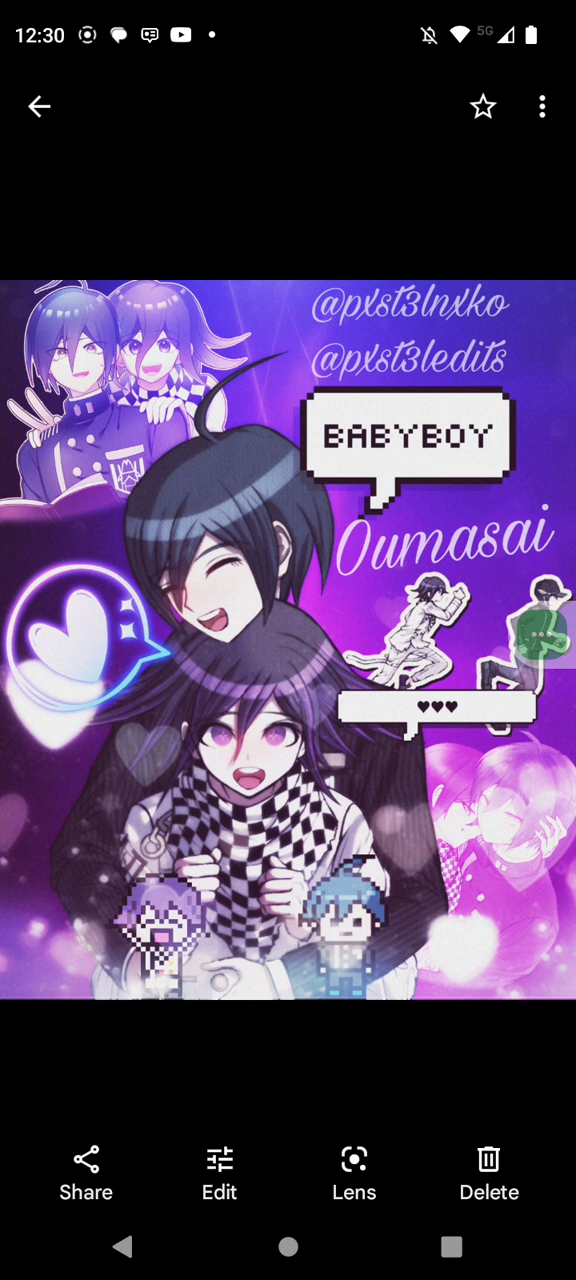 12:30
5G
@pxst3lnxko
@pxst3ledits
BABYBOY
Oumasai
♥♥♥
Share
Edit
Lens
Delete